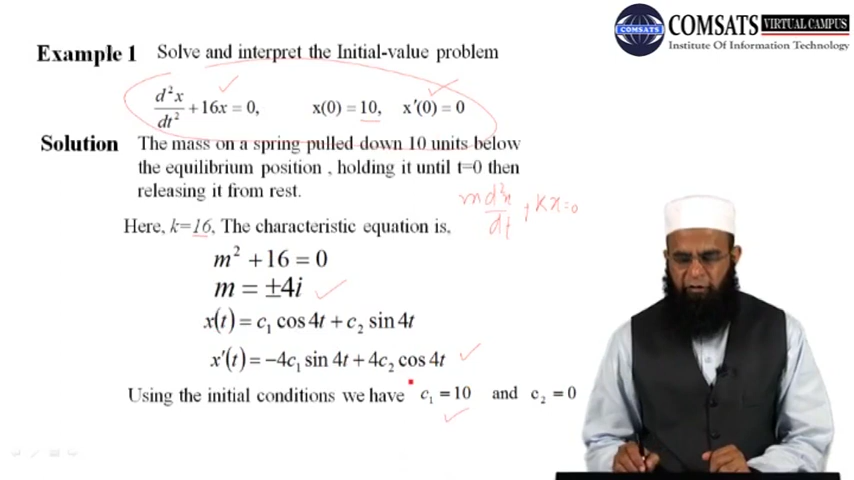 COMSATS VIRTUAL CAMPUS
Institute Of Information Technology
Example 1 Solve and interpret the Initial-value problem
d²x/dt² + 16x = 0, x(0) = 10, x′(0) = 0
Solution The mass on a spring pulled down 10 units below
the equilibrium position , holding it until t=0 then
releasing it from rest.
m d²x/dt + kx=0
Here, k=16, The characteristic equation is,
m² +16 = 0
m = ±4i
x(t) = c₁ cos 4t + c₂ sin 4t
x′(t) = −4c₁ sin 4t + 4c₂ cos 4t
Using the initial conditions we have c₁ = 10 and c₂ = 0